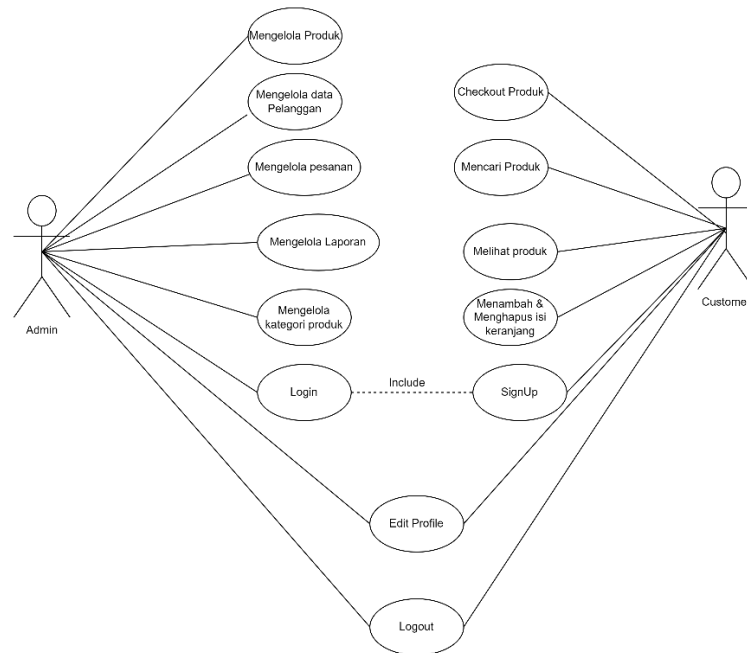 Mengelola Produk
Mengelola data
Pelanggan
Mengelola pesanan
Mengelola Laporan
Mengelola
kategori produk
Login
Include
SignUp
Checkout Produk
Mencari Produk
Melihat produk
Menambah &
Menghapus isi
keranjang
Admin
Custome
Edit Profile
Logout